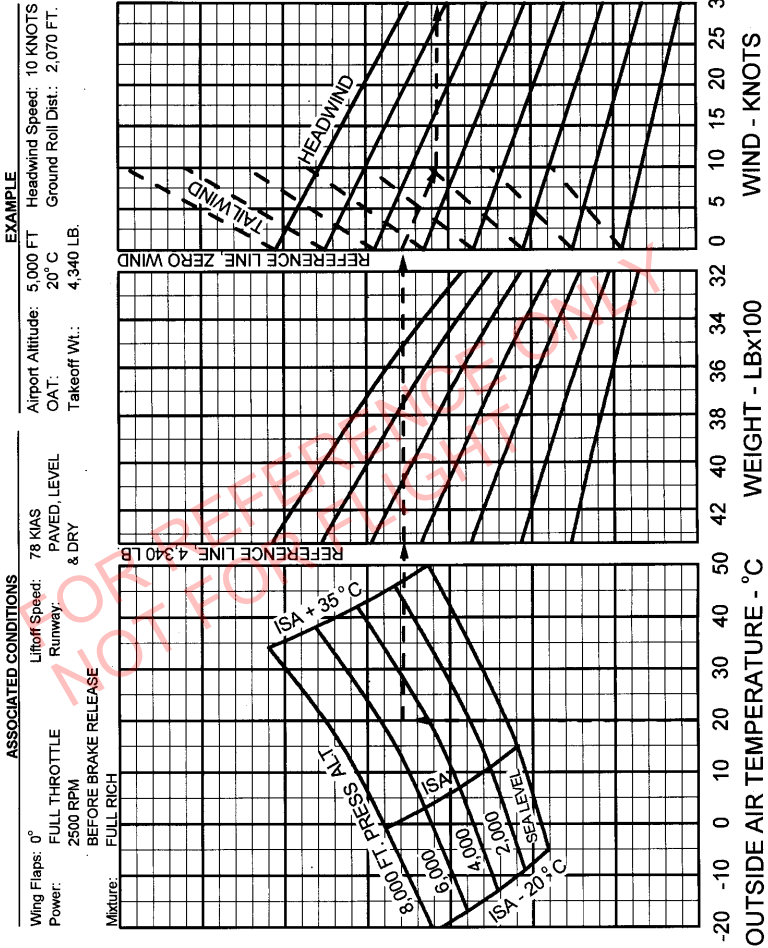 ASSOCIATED CONDITIONS
Wing Flaps: 0°
Power: FULL THROTTLE
2500 RPM
BEFORE BRAKE RELEASE
Mixture: FULL RICH
Liftoff Speed: 78 KIAS
Runway: PAVED, LEVEL
& DRY
EXAMPLE
Airport Altitude: 5,000 FT
OAT: 20° C
Takeoff Wt.: 4,340 LB.
Headwind Speed: 10 KNOTS
Ground Roll Dist.: 2,070 FT.
8,000 FT. PRESS ALT
6,000
4,000
2,000
SEA LEVEL
ISA + 35° C
ISA
ISA - 20° C
REFERENCE LINE 4,340 LB.
REFERENCE LINE, ZERO WIND
TAILWIND
HEADWIND
-20 -10 0 10 20 30 40 50
42 40 38 36 34 32
0 5 10 15 20 25
OUTSIDE AIR TEMPERATURE - °C
WEIGHT - LBx100
WIND - KNOTS
FOR REFERENCE ONLY
NOT FOR FLIGHT